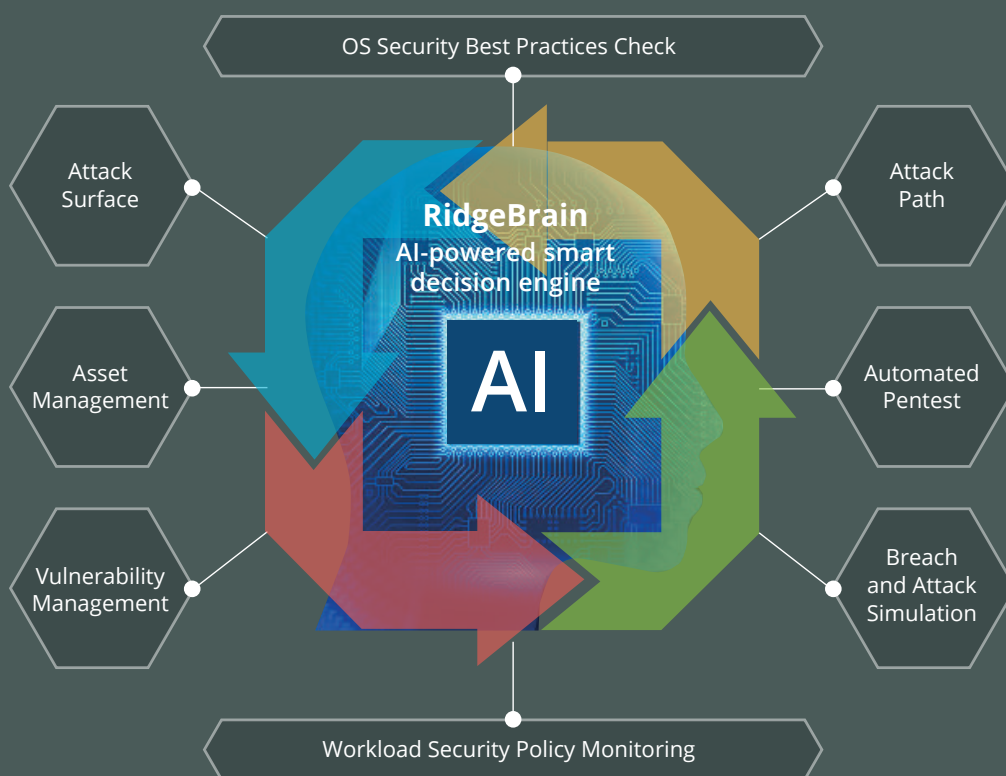 OS Security Best Practices Check
Attack
Surface
Attack
Path
RidgeBrain
AI-powered smart
decision engine
AI
Asset
Management
Automated
Pentest
Vulnerability
Management
Breach
and Attack
Simulation
Workload Security Policy Monitoring